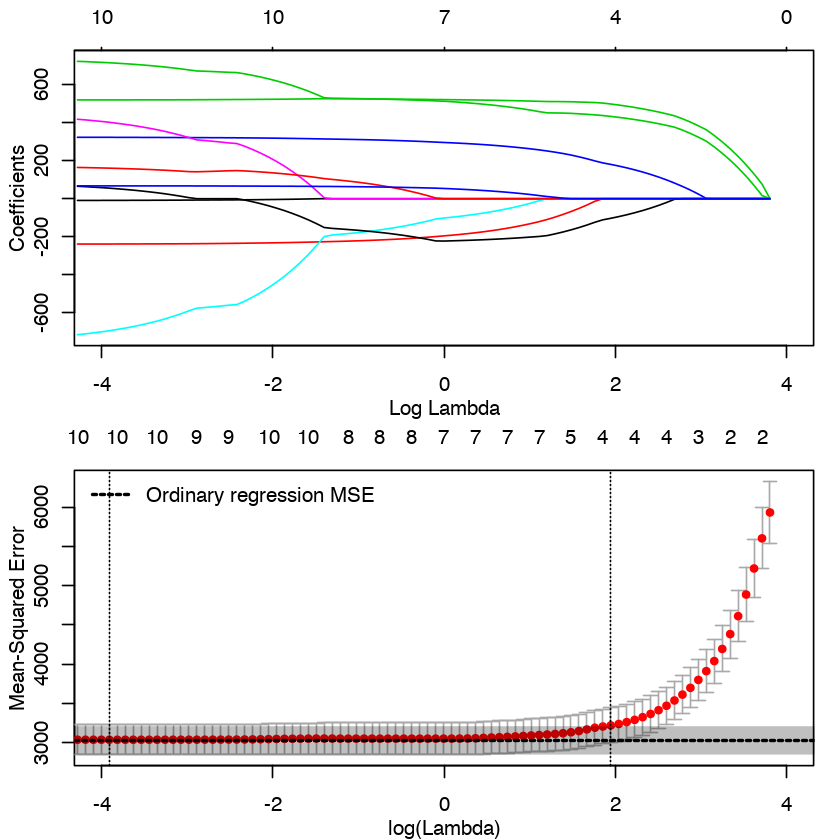 10 10 7 4 0
600
200
-200
-600
Coefficients
-4 -2 0 2 4
Log Lambda
10 10 10 9 9 10 10 8 8 8 7 7 7 7 5 4 4 4 3 2 2
6000
5000
4000
3000
Mean-Squared Error
Ordinary regression MSE
-4 -2 0 2 4
log(Lambda)